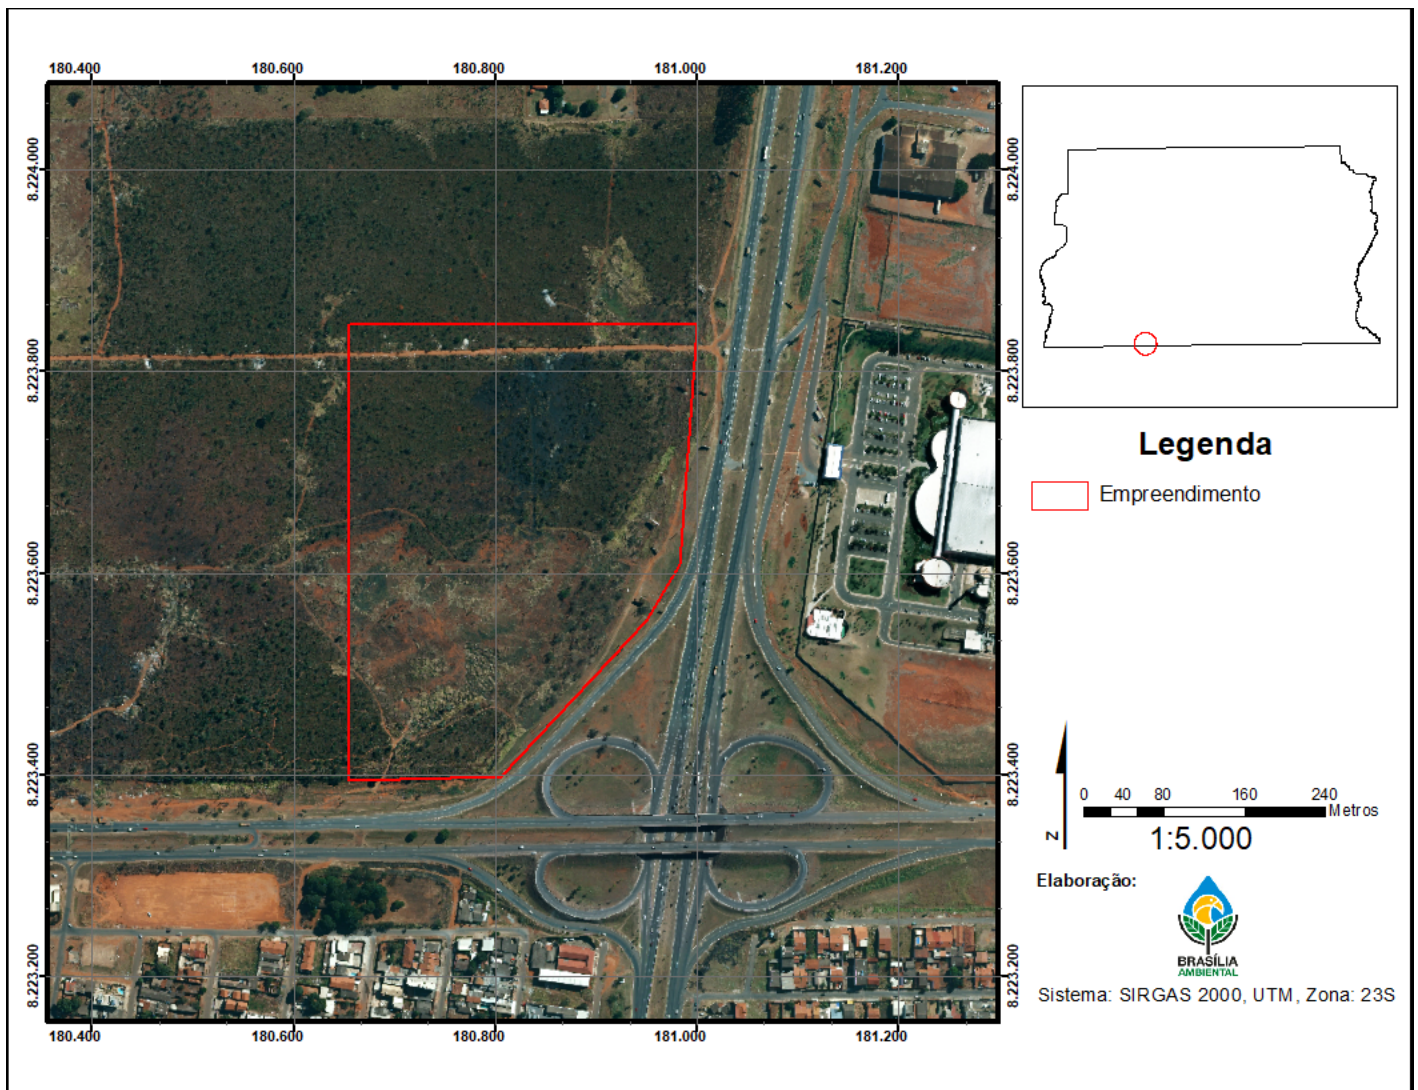 180.400 180.600 180.800 181.000 181.200
8.224.000 8.224.000
8.223.800 8.223.800
8.223.600 8.223.600
8.223.400 8.223.400
8.223.200 8.223.200
180.400 180.600 180.800 181.000 181.200
Legenda
Empreendimento
0 40 80 160 240
Metros
N
1:5.000
Elaboração:
BRASÍLIA
AMBIENTAL
Sistema: SIRGAS 2000, UTM, Zona: 23S